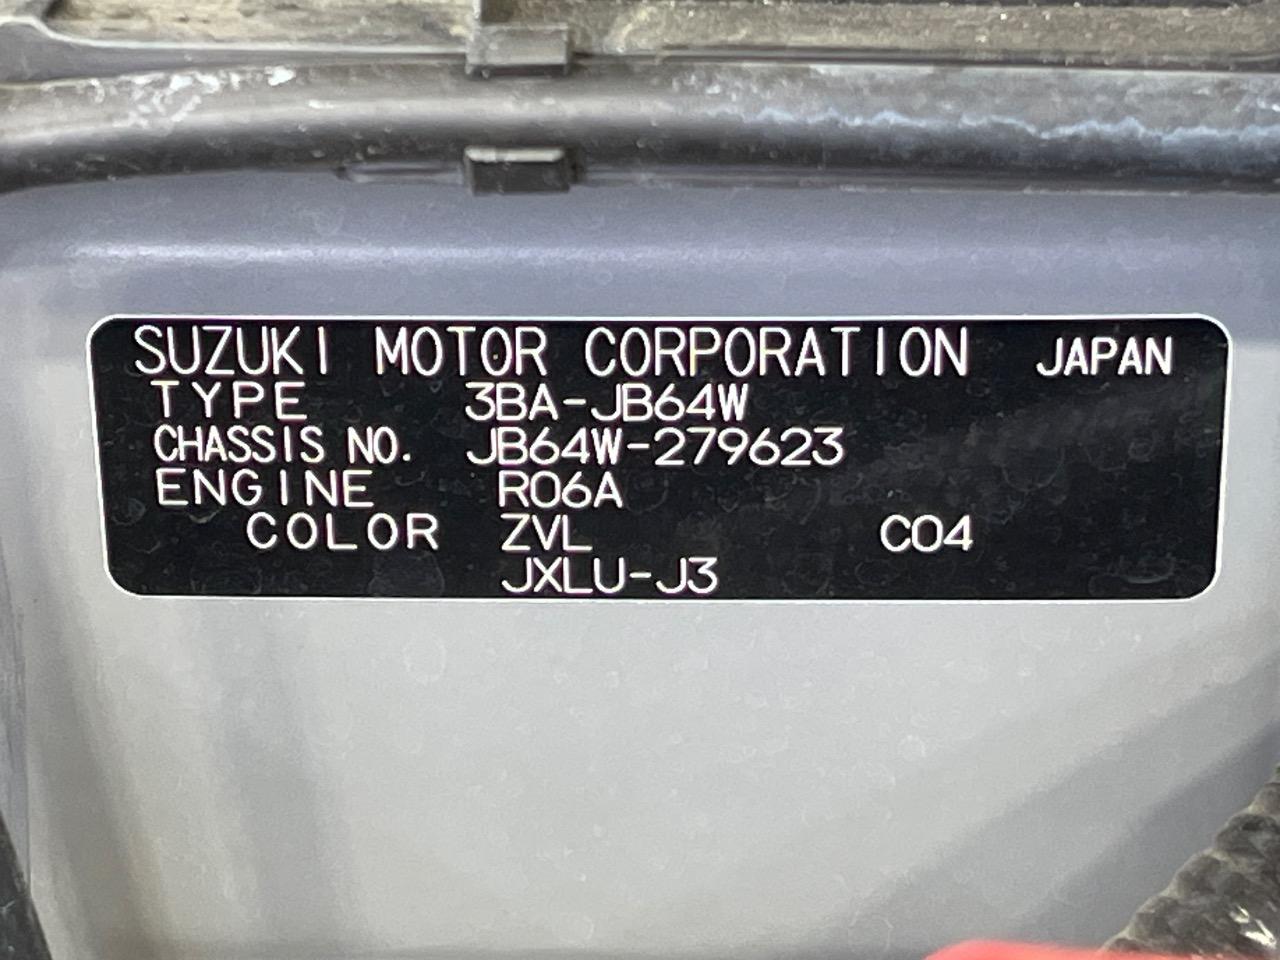 SUZUKI MOTOR CORPORATION JAPAN
TYPE 3BA-JB64W
CHASSIS NO. JB64W-279623
ENGINE R06A
COLOR ZVL C04
JXLU-J3